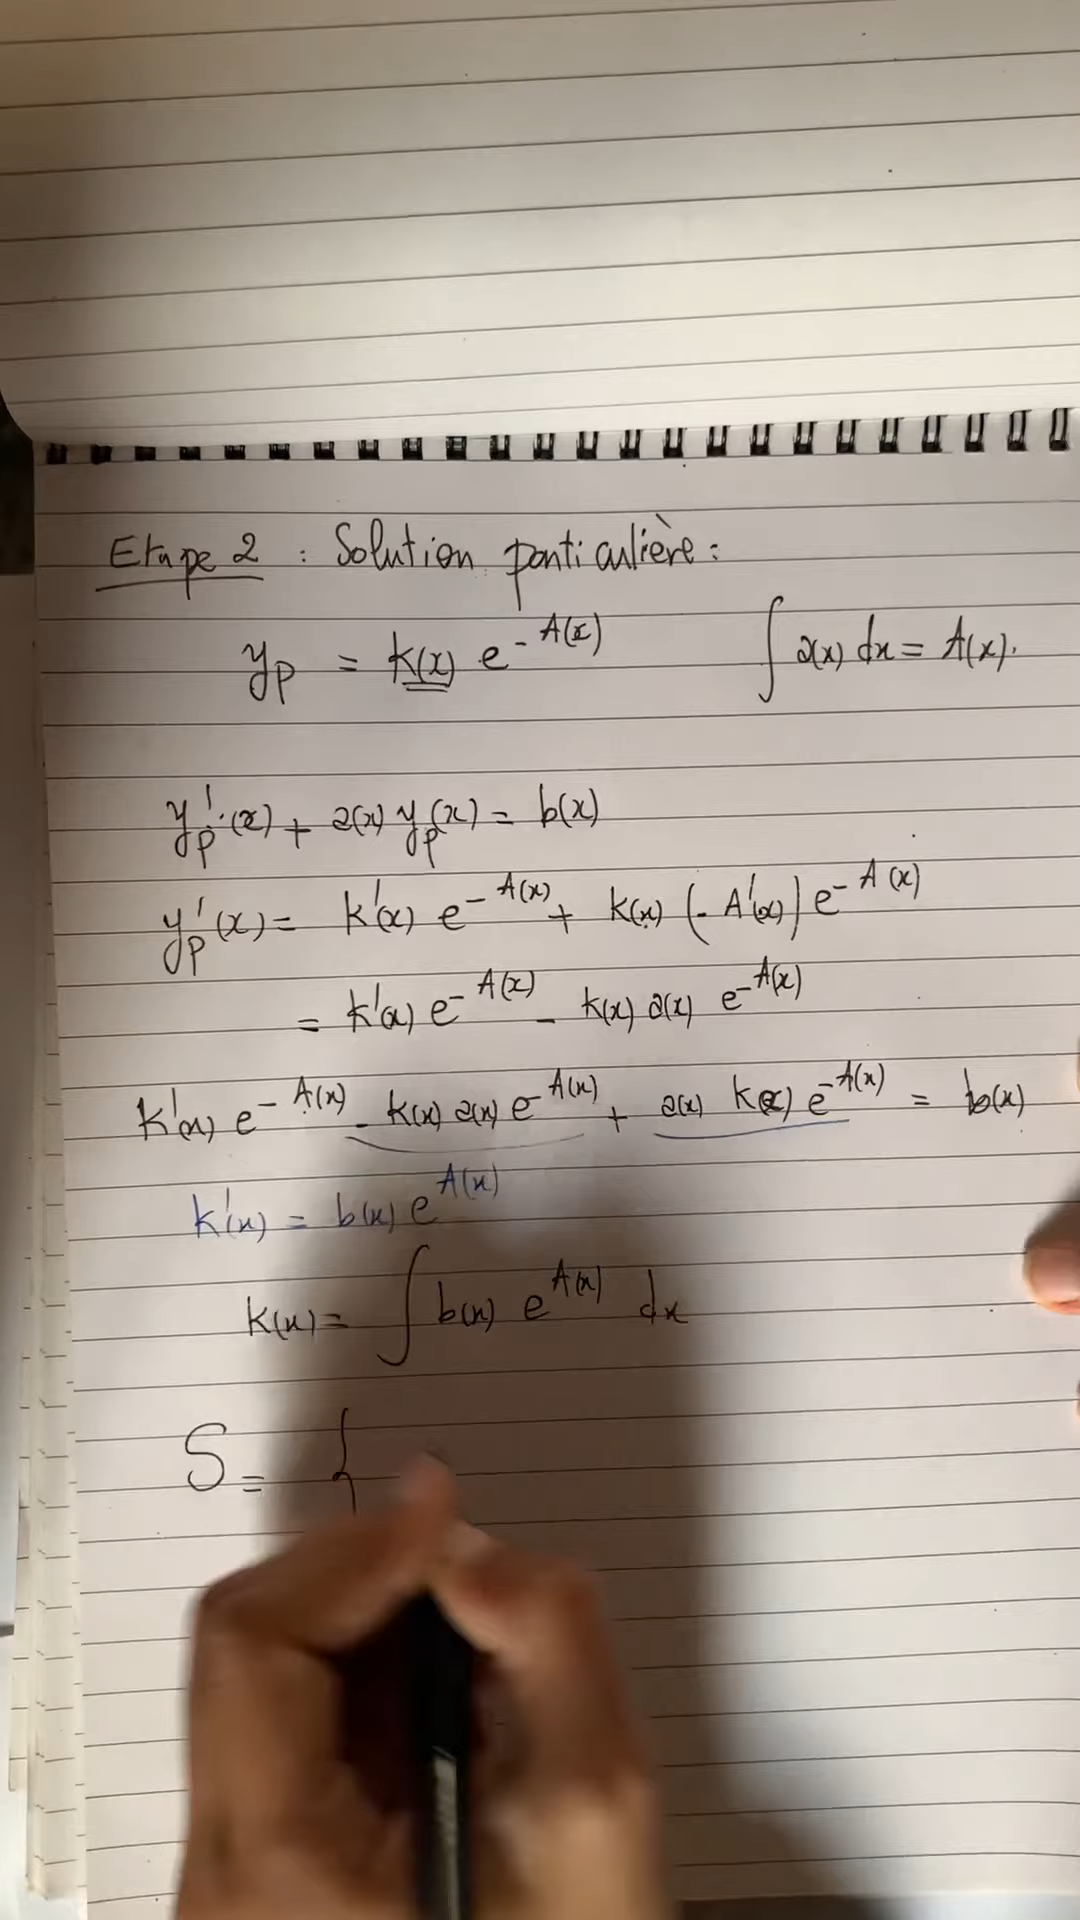 Etape 2 : Solution particulière :
yp = k(x) e^-A(x) ∫ a(x) dx = A(x).
yp'(x) + a(x) yp(x) = b(x)
yp'(x) = k'(x) e^-A(x) + k(x) (-A'(x)) e^-A(x)
= k'(x) e^-A(x) - k(x) a(x) e^-A(x)
k'(x) e^-A(x) - k(x) a(x) e^-A(x) + a(x) k(x) e^-A(x) = b(x)
k'(x) = b(x) e^A(x)
k(x) = ∫ b(x) e^A(x) dx
S = {